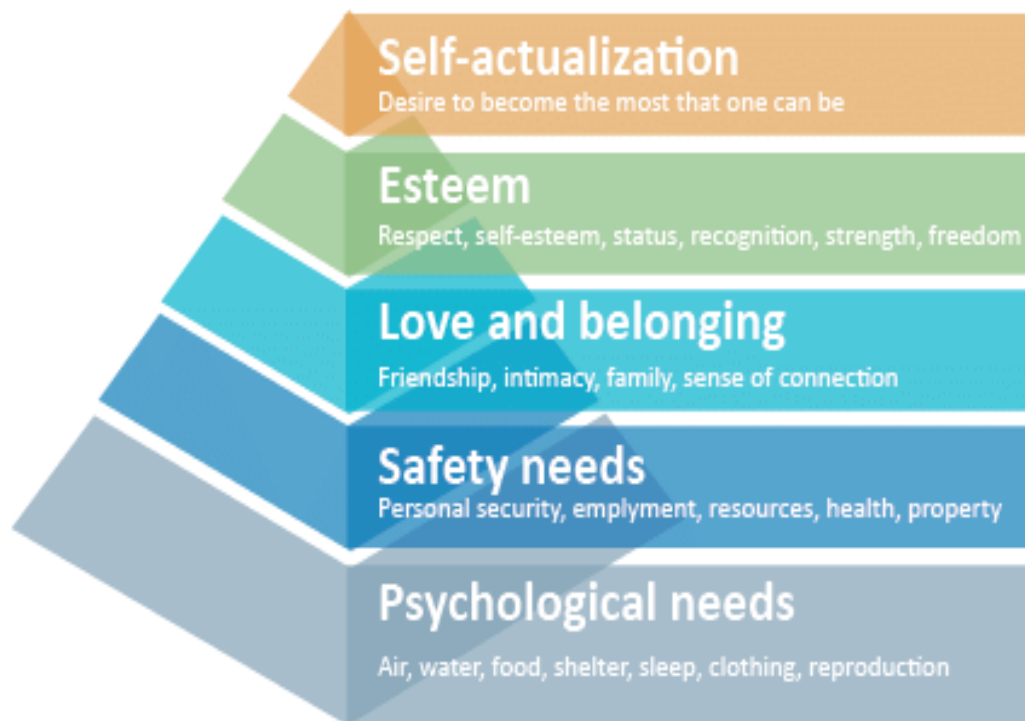 Self-actualization
Desire to become the most that one can be
Esteem
Respect, self-esteem, status, recognition, strength, freedom
Love and belonging
Friendship, intimacy, family, sense of connection
Safety needs
Personal security, emplyment, resources, health, property
Psychological needs
Air, water, food, shelter, sleep, clothing, reproduction